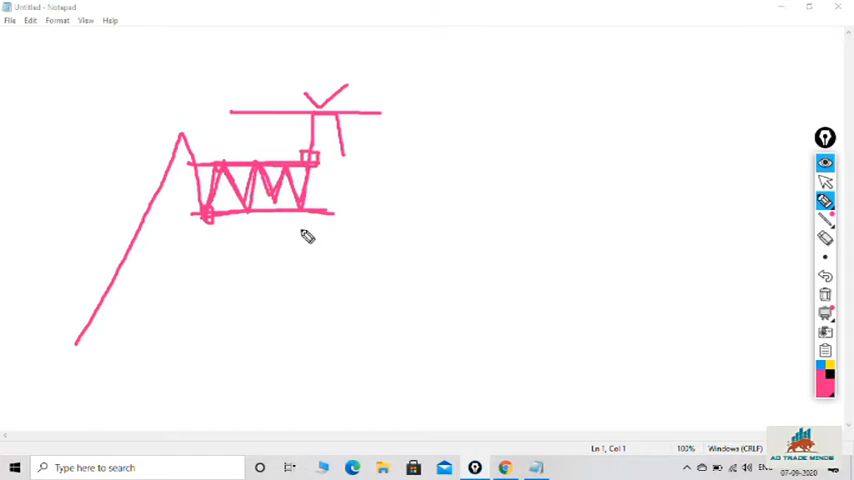 Untitled - Notepad
File Edit Format View Help
Ln 1, Col 1 100% Windows (CRLF)
AD TRADE MINDS
Type here to search
07-09-2020